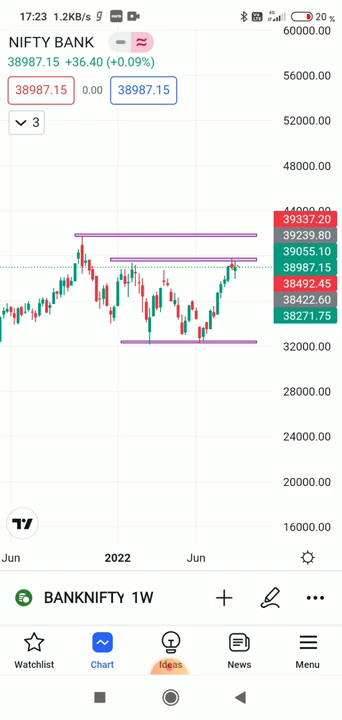 17:23 1.2KB/s g
20 %
NIFTY BANK
38987.15 +36.40 (+0.09%)
38987.15 0.00 38987.15
3
60000.00
56000.00
52000.00
48000.00
44000.00
39337.20
39239.80
39055.10
38987.15
38492.45
38422.60
38271.75
32000.00
28000.00
24000.00
20000.00
16000.00
Jun 2022 Jun
BANKNIFTY 1W
Watchlist Chart Ideas News Menu